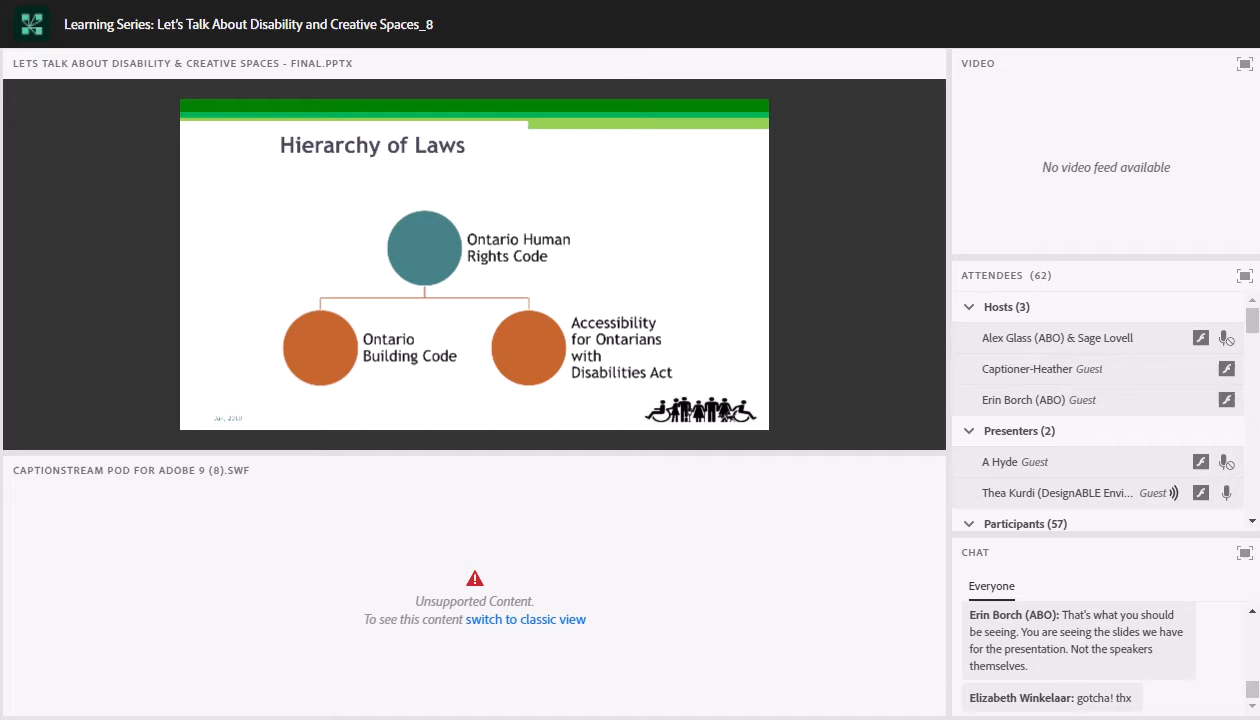 Learning Series: Let's Talk About Disability and Creative Spaces_8
LETS TALK ABOUT DISABILITY & CREATIVE SPACES - FINAL.PPTX
Hierarchy of Laws
Ontario Human
Rights Code
Ontario
Building Code
Accessibility
for Ontarians
with
Disabilities Act
Jan, 2019
CAPTIONSTREAM POD FOR ADOBE 9 (8).SWF
Unsupported Content.
To see this content switch to classic view
VIDEO
No video feed available
ATTENDEES (62)
Hosts (3)
Alex Glass (ABO) & Sage Lovell
Captioner-Heather Guest
Erin Borch (ABO) Guest
Presenters (2)
A Hyde Guest
Thea Kurdi (DesignABLE Envi... Guest
Participants (57)
CHAT
Everyone
Erin Borch (ABO): That's what you should
be seeing. You are seeing the slides we have
for the presentation. Not the speakers
themselves.
Elizabeth Winkelaar: gotcha! thx